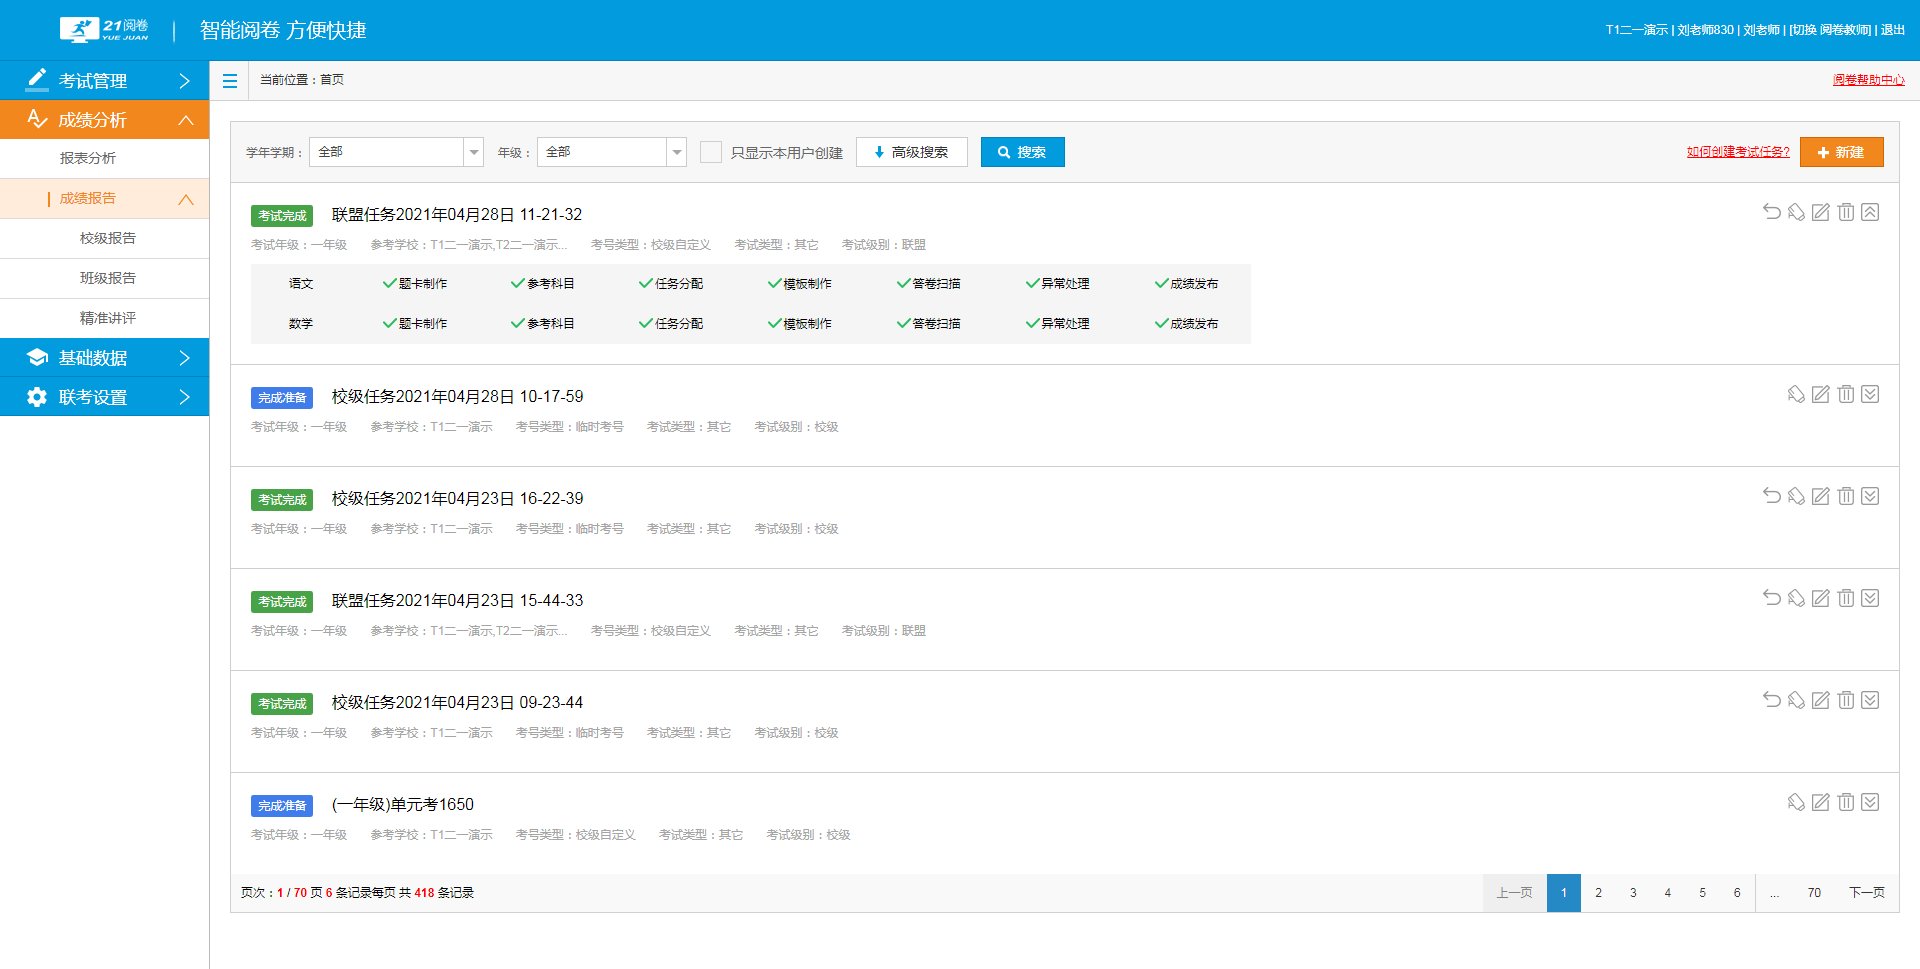 21阅卷
YUE JUAN
智能阅卷 方便快捷
T1二一演示 | 刘老师830 | 刘老师 | [切换 阅卷教师] | 退出
考试管理
成绩分析
报表分析
成绩报告
校级报告
班级报告
精准讲评
基础数据
联考设置
当前位置：首页
阅卷帮助中心
学年学期： 全部 年级： 全部 只显示本用户创建 高级搜索 搜索
如何创建考试任务? 新建
考试完成 联盟任务2021年04月28日 11-21-32
考试年级：一年级 参考学校：T1二一演示,T2二一演示... 考号类型：校级自定义 考试类型：其它 考试级别：联盟
语文 题卡制作 参考科目 任务分配 模板制作 答卷扫描 异常处理 成绩发布
数学 题卡制作 参考科目 任务分配 模板制作 答卷扫描 异常处理 成绩发布
完成准备 校级任务2021年04月28日 10-17-59
考试年级：一年级 参考学校：T1二一演示 考号类型：临时考号 考试类型：其它 考试级别：校级
考试完成 校级任务2021年04月23日 16-22-39
考试年级：一年级 参考学校：T1二一演示 考号类型：临时考号 考试类型：其它 考试级别：校级
考试完成 联盟任务2021年04月23日 15-44-33
考试年级：一年级 参考学校：T1二一演示,T2二一演示... 考号类型：校级自定义 考试类型：其它 考试级别：联盟
考试完成 校级任务2021年04月23日 09-23-44
考试年级：一年级 参考学校：T1二一演示 考号类型：临时考号 考试类型：其它 考试级别：校级
完成准备 (一年级)单元考1650
考试年级：一年级 参考学校：T1二一演示 考号类型：校级自定义 考试类型：其它 考试级别：校级
页次：1 / 70 页 6 条记录每页 共 418 条记录
上一页 1 2 3 4 5 6 ... 70 下一页